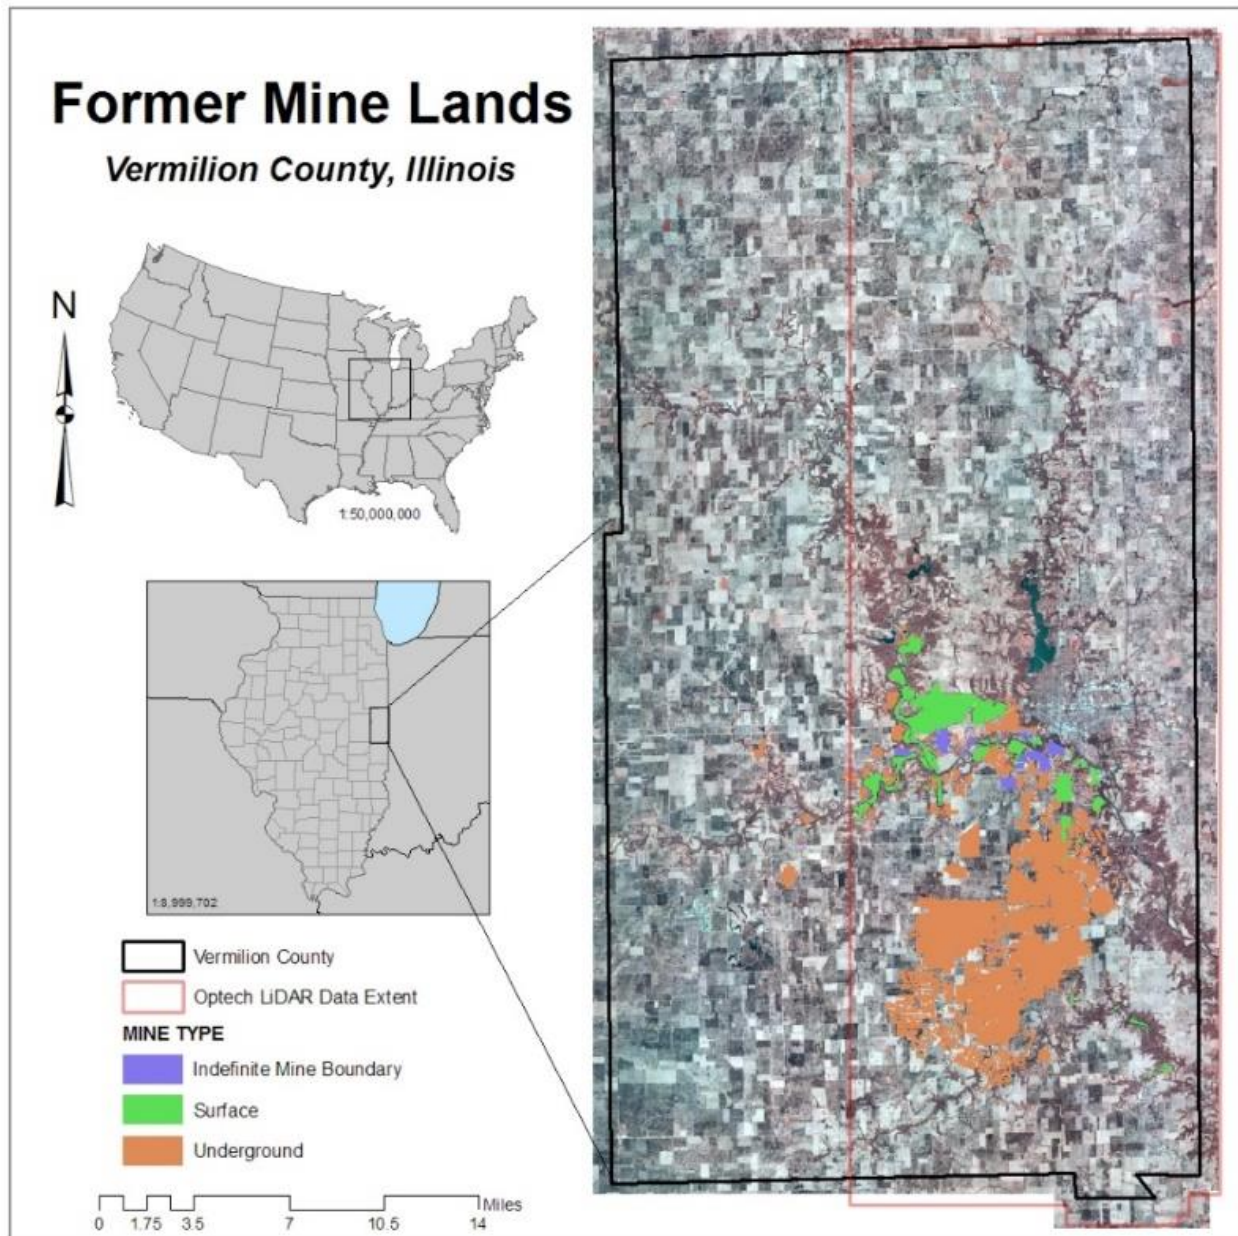 Former Mine Lands
Vermilion County, Illinois
N
1:50,000,000
1:8,999,702
Vermilion County
Optech LiDAR Data Extent
MINE TYPE
Indefinite Mine Boundary
Surface
Underground
Miles
0 1.75 3.5 7 10.5 14